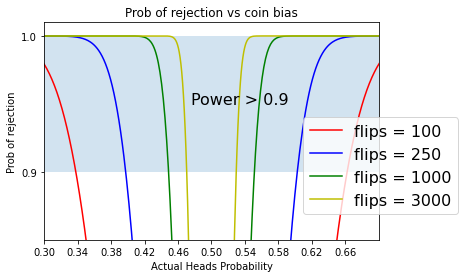 Prob of rejection vs coin bias
Prob of rejection
1.0
0.9
Power > 0.9
flips = 100
flips = 250
flips = 1000
flips = 3000
0.30 0.34 0.38 0.42 0.46 0.50 0.54 0.58 0.62 0.66
Actual Heads Probability